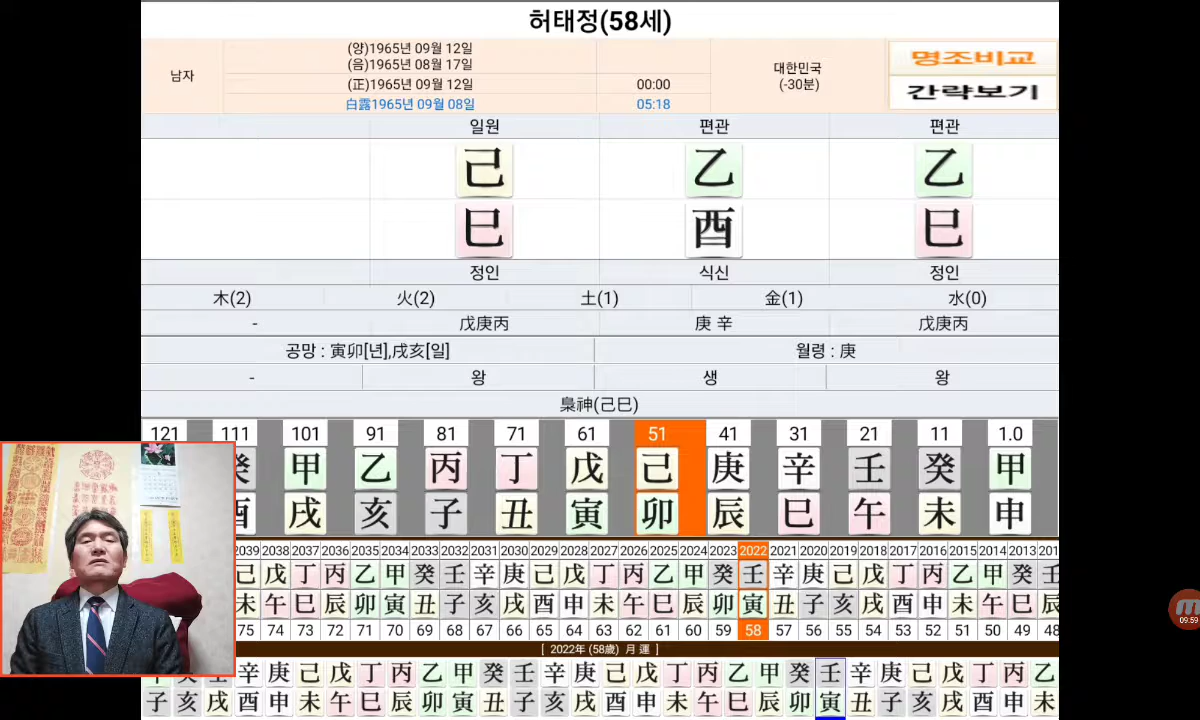 허태정(58세)
남자
(양)1965년 09월 12일
(음)1965년 08월 17일
(正)1965년 09월 12일 00:00
白露1965년 09월 08일 05:18
대한민국
(-30분)
명조비교
간략보기
일원 편관 편관
己 乙 乙
巳 酉 巳
정인 식신 정인
木(2) 火(2) 土(1) 金(1) 水(0)
- 戊庚丙 庚 辛 戊庚丙
공망 : 寅卯[년],戌亥[일] 월령 : 庚
- 왕 생 왕
梟神(己巳)
121 111 101 91 81 71 61 51 41 31 21 11 1.0
癸 甲 乙 丙 丁 戊 己 庚 辛 壬 癸 甲
酉 戌 亥 子 丑 寅 卯 辰 巳 午 未 申
2039 2038 2037 2036 2035 2034 2033 2032 2031 2030 2029 2028 2027 2026 2025 2024 2023 2022 2021 2020 2019 2018 2017 2016 2015 2014 2013 201
己 戊 丁 丙 乙 甲 癸 壬 辛 庚 己 戊 丁 丙 乙 甲 癸 壬 辛 庚 己 戊 丁 丙 乙 甲 癸 壬
未 午 巳 辰 卯 寅 丑 子 亥 戌 酉 申 未 午 巳 辰 卯 寅 丑 子 亥 戌 酉 申 未 午 巳 辰
75 74 73 72 71 70 69 68 67 66 65 64 63 62 61 60 59 58 57 56 55 54 53 52 51 50 49 48
[ 2022年 (58歲) 月 運 ]
辛 庚 己 戊 丁 丙 乙 甲 癸 壬 辛 庚 己 戊 丁 丙 乙 甲 癸 壬 辛 庚 己 戊 丁 丙 乙
子 亥 戌 酉 申 未 午 巳 辰 卯 寅 丑 子 亥 戌 酉 申 未 午 巳 辰 卯 寅 丑 子 亥 戌 酉 申 未
09:59